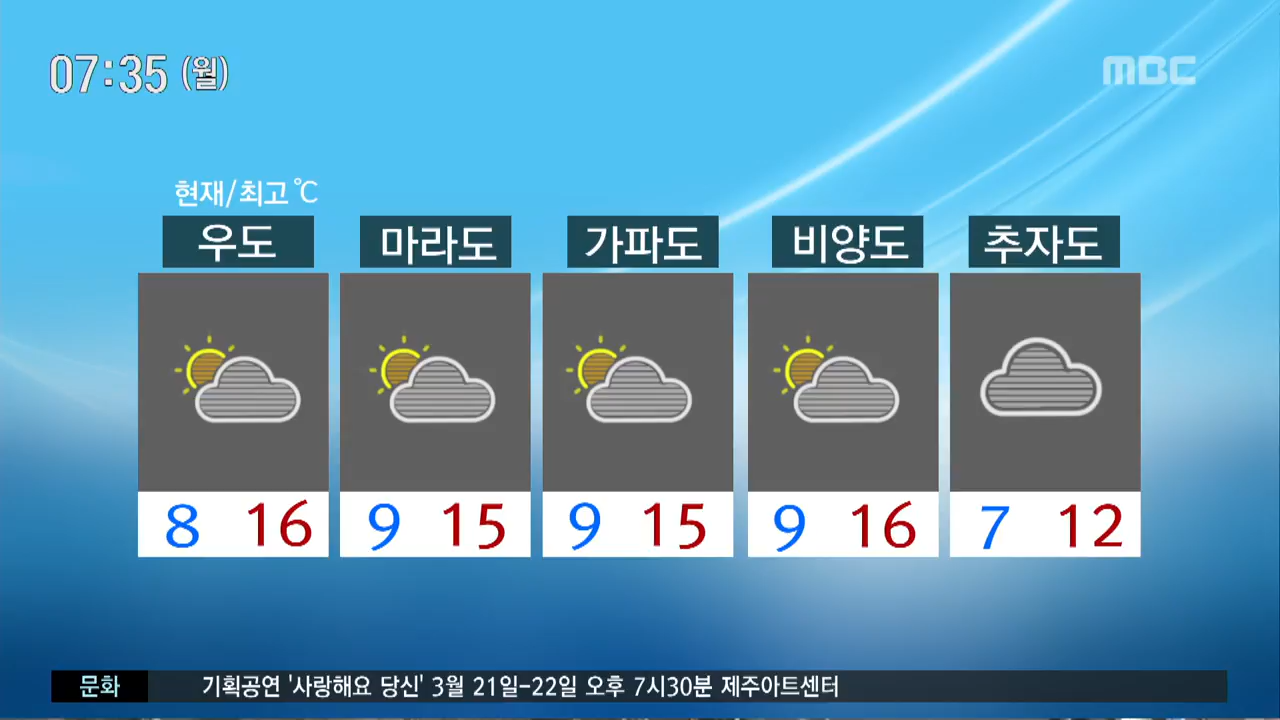 07:35 (월)
MBC
현재/최고 ℃
우도 마라도 가파도 비양도 추자도
8 16 9 15 9 15 9 16 7 12
문화 기획공연 '사랑해요 당신' 3월 21일-22일 오후 7시30분 제주아트센터